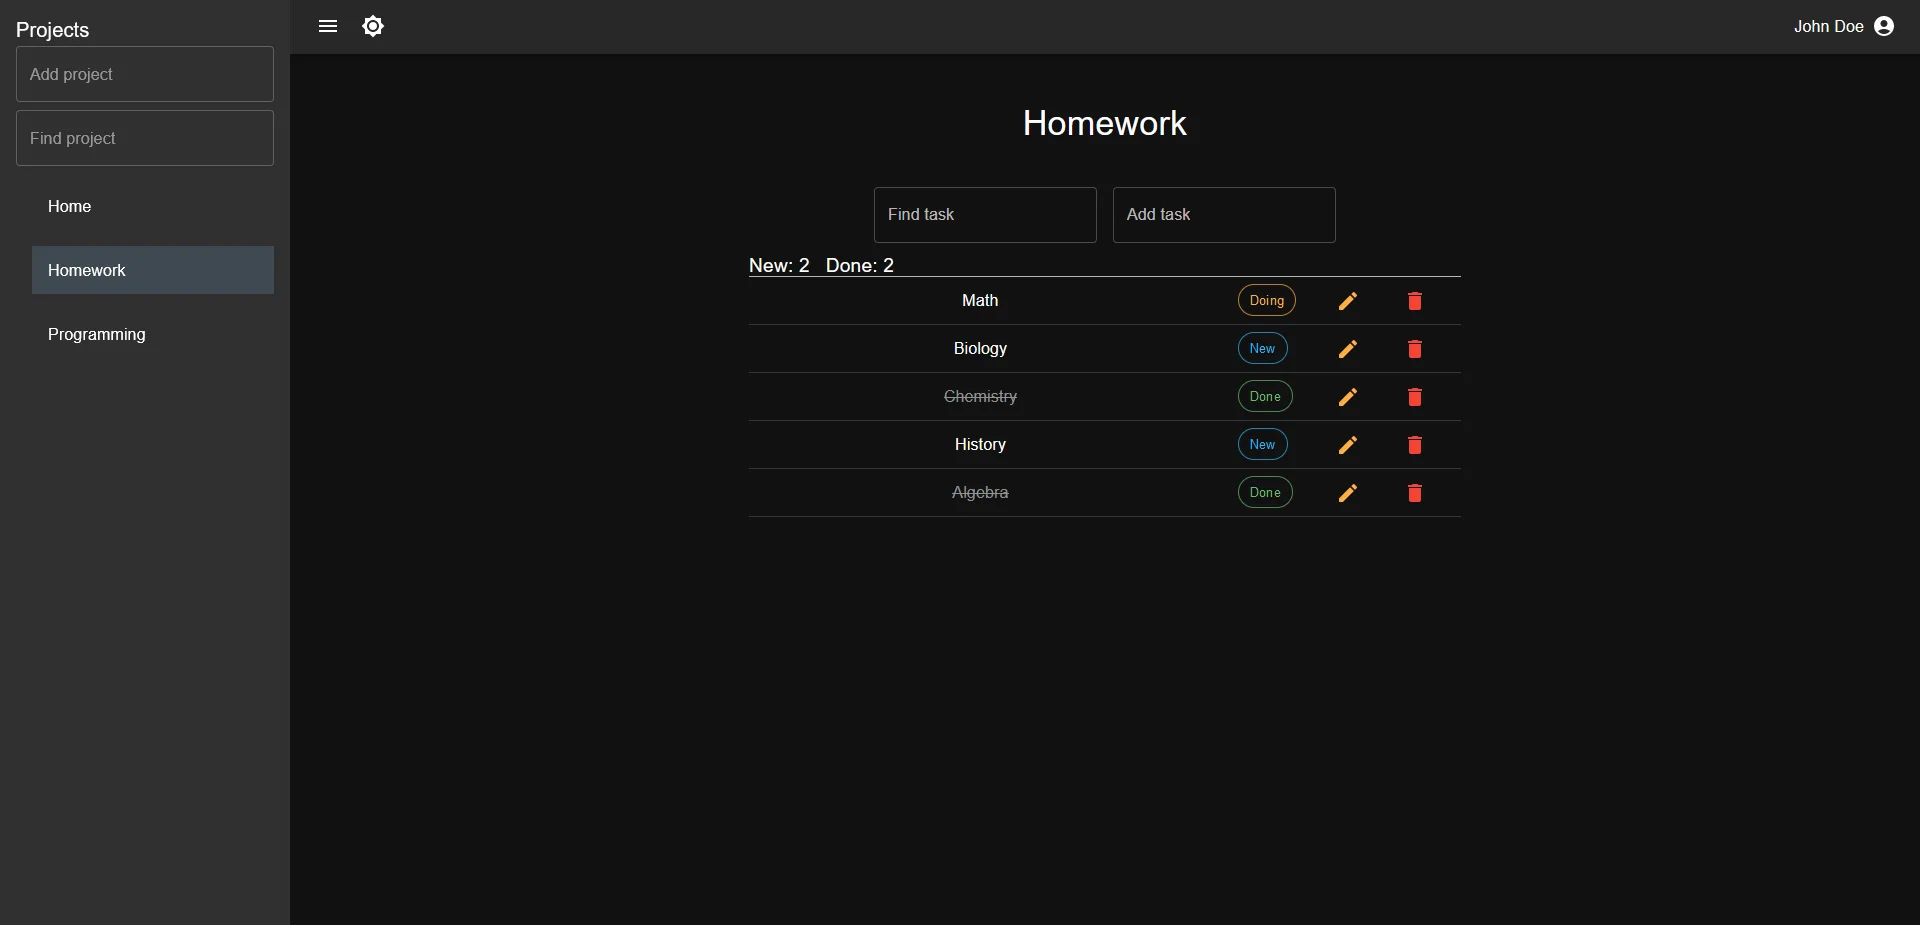 Projects
Add project
Find project
Home
Homework
Programming
John Doe
Homework
Find task Add task
New: 2 Done: 2
Math Doing
Biology New
Chemistry Done
History New
Algebra Done